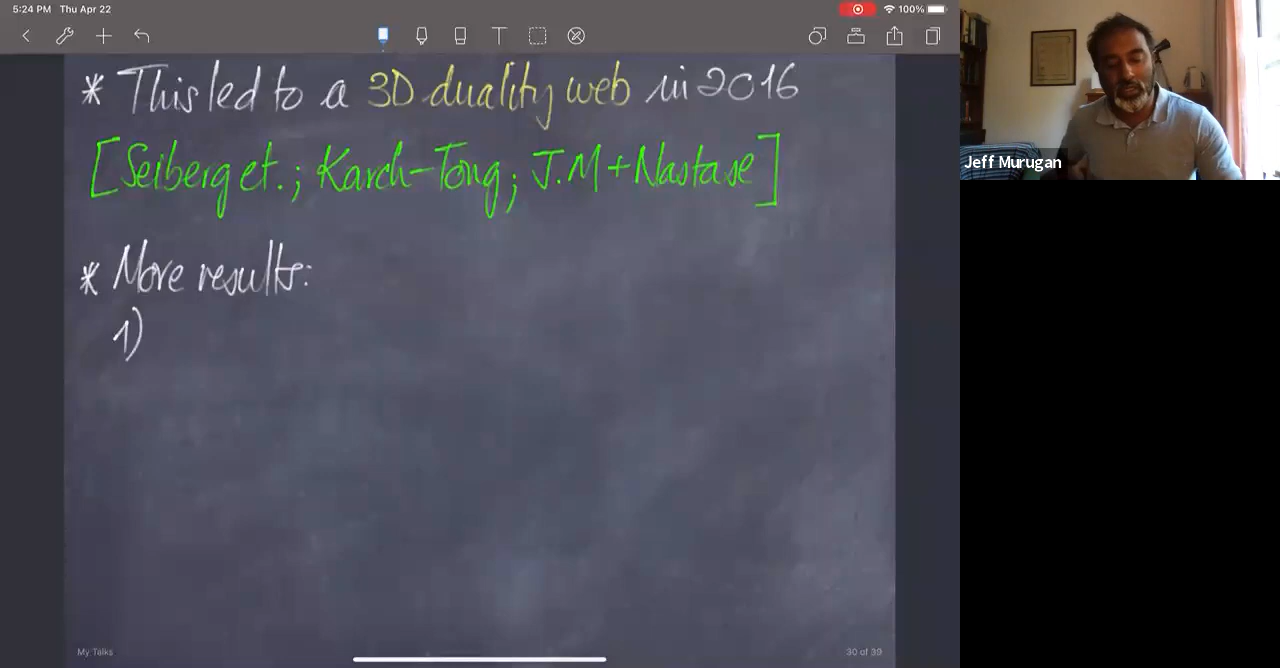 5:24 PM Thu Apr 22
100%
T
* This led to a 3D duality web in 2016
[Seiberg et.; Karch-Tong; J.M+Nastase]
* More results:
1)
My Talks
30 of 39
Jeff Murugan